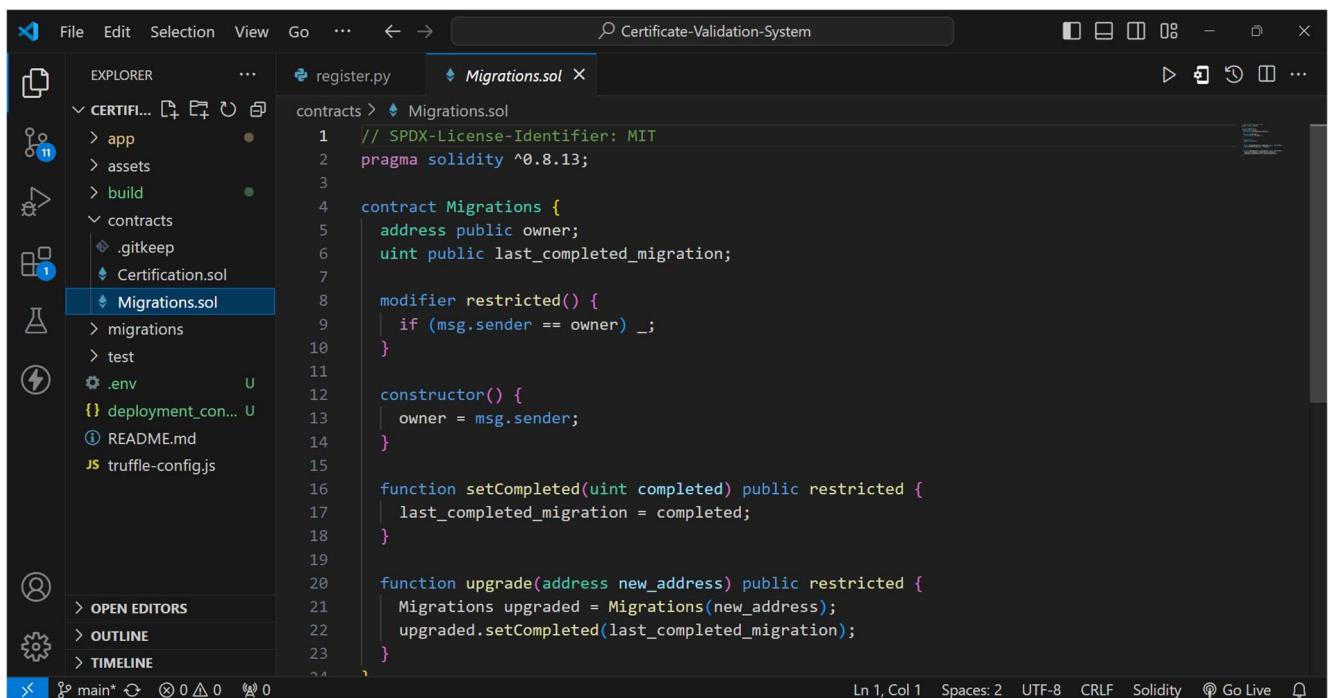 File Edit Selection View Go ··· ← → Certificate-Validation-System
EXPLORER ···
CERTIFI...
app
assets
build
contracts
.gitkeep
Certification.sol
Migrations.sol
migrations
test
.env U
{} deployment_con... U
README.md
JS truffle-config.js
OPEN EDITORS
OUTLINE
TIMELINE
11
1
register.py Migrations.sol ×
contracts > Migrations.sol
1 // SPDX-License-Identifier: MIT
2 pragma solidity ^0.8.13;
3
4 contract Migrations {
5 address public owner;
6 uint public last_completed_migration;
7
8 modifier restricted() {
9 if (msg.sender == owner) _;
10 }
11
12 constructor() {
13 owner = msg.sender;
14 }
15
16 function setCompleted(uint completed) public restricted {
17 last_completed_migration = completed;
18 }
19
20 function upgrade(address new_address) public restricted {
21 Migrations upgraded = Migrations(new_address);
22 upgraded.setCompleted(last_completed_migration);
23 }
24 }
main* 0 0 0 Ln 1, Col 1 Spaces: 2 UTF-8 CRLF Solidity Go Live